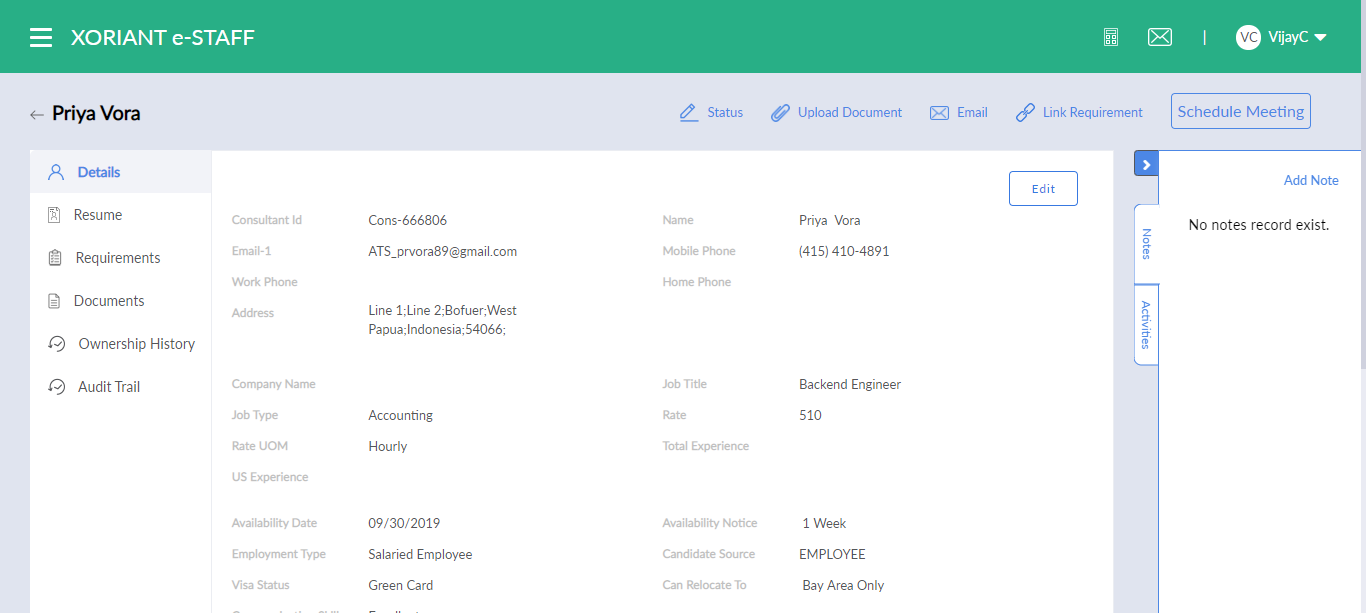 XORIANT e-STAFF
VC VijayC
Priya Vora
Status Upload Document Email Link Requirement Schedule Meeting
Details
Resume
Requirements
Documents
Ownership History
Audit Trail
Edit
Consultant Id Cons-666806 Name Priya Vora
Email-1 ATS_prvora89@gmail.com Mobile Phone (415) 410-4891
Work Phone Home Phone
Address Line 1;Line 2;Bofuer;West
Papua;Indonesia;54066;
Company Name Job Title Backend Engineer
Job Type Accounting Rate 510
Rate UOM Hourly Total Experience
US Experience
Availability Date 09/30/2019 Availability Notice 1 Week
Employment Type Salaried Employee Candidate Source EMPLOYEE
Visa Status Green Card Can Relocate To Bay Area Only
Add Note
No notes record exist.
Notes
Activities